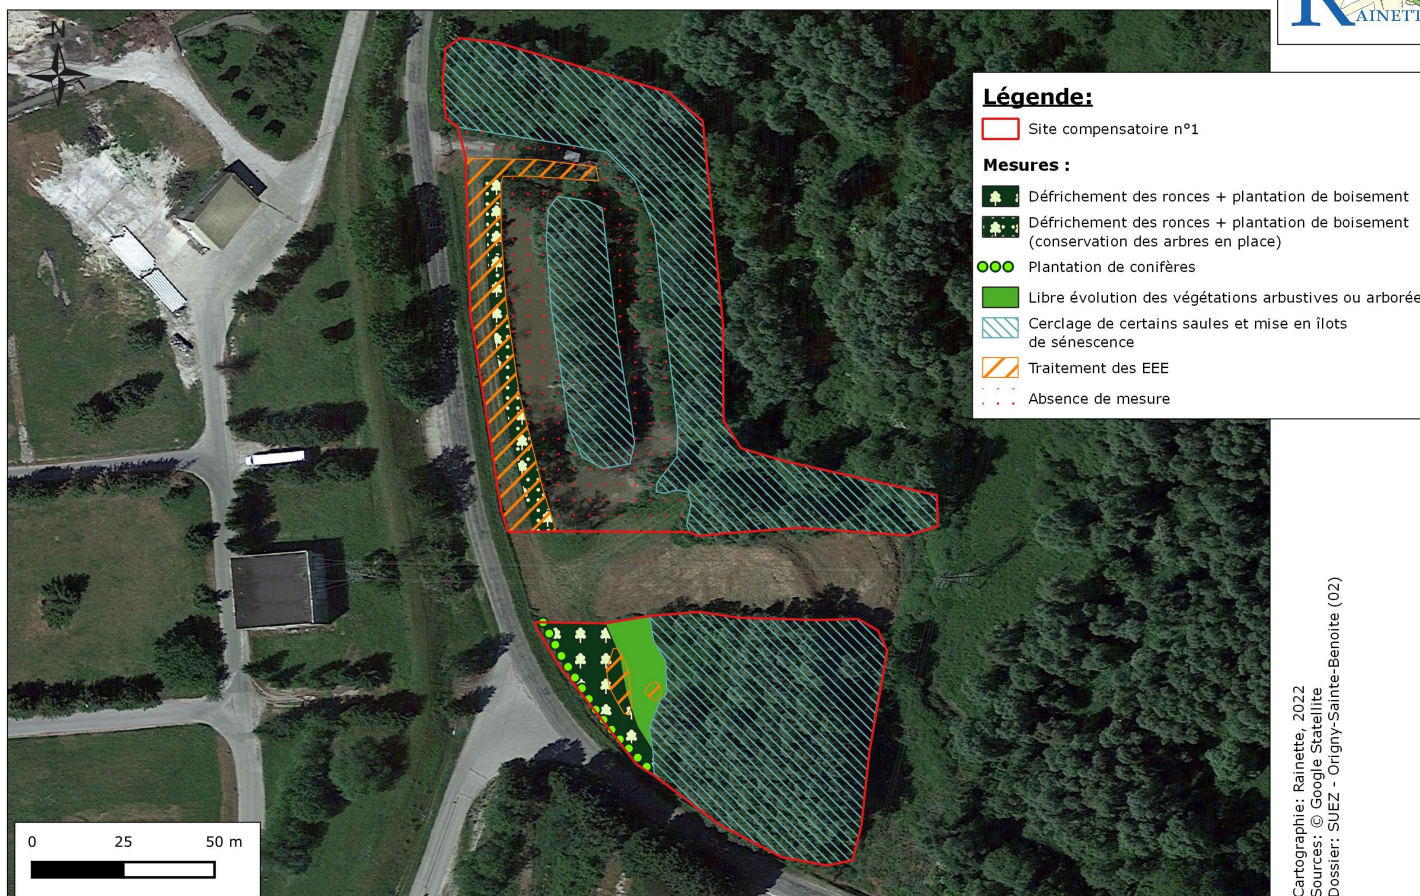 N
RAINETT
Légende:
Site compensatoire n°1
Mesures :
Défrichement des ronces + plantation de boisement
Défrichement des ronces + plantation de boisement
(conservation des arbres en place)
Plantation de conifères
Libre évolution des végétations arbustives ou arborée
Cerclage de certains saules et mise en îlots
de sénescence
Traitement des EEE
Absence de mesure
0 25 50 m
Cartographie: Rainette, 2022
Sources: © Google Statellite
Dossier: SUEZ - Origny-Sainte-Benoite (02)